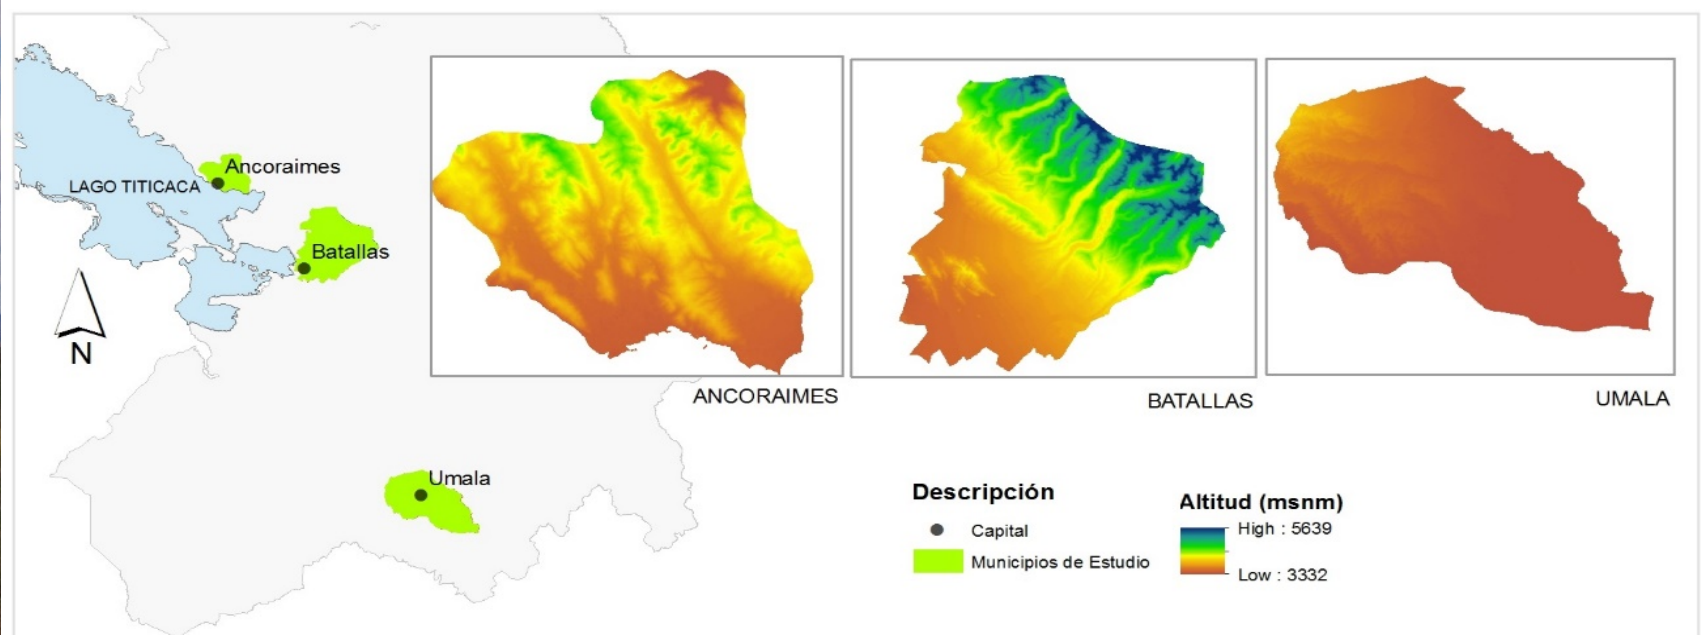 Ancoraimes
LAGO TITICACA
Batallas
N
Umala
ANCORAIMES
BATALLAS
UMALA
Descripción
Capital
Municipios de Estudio
Altitud (msnm)
High : 5639
Low : 3332